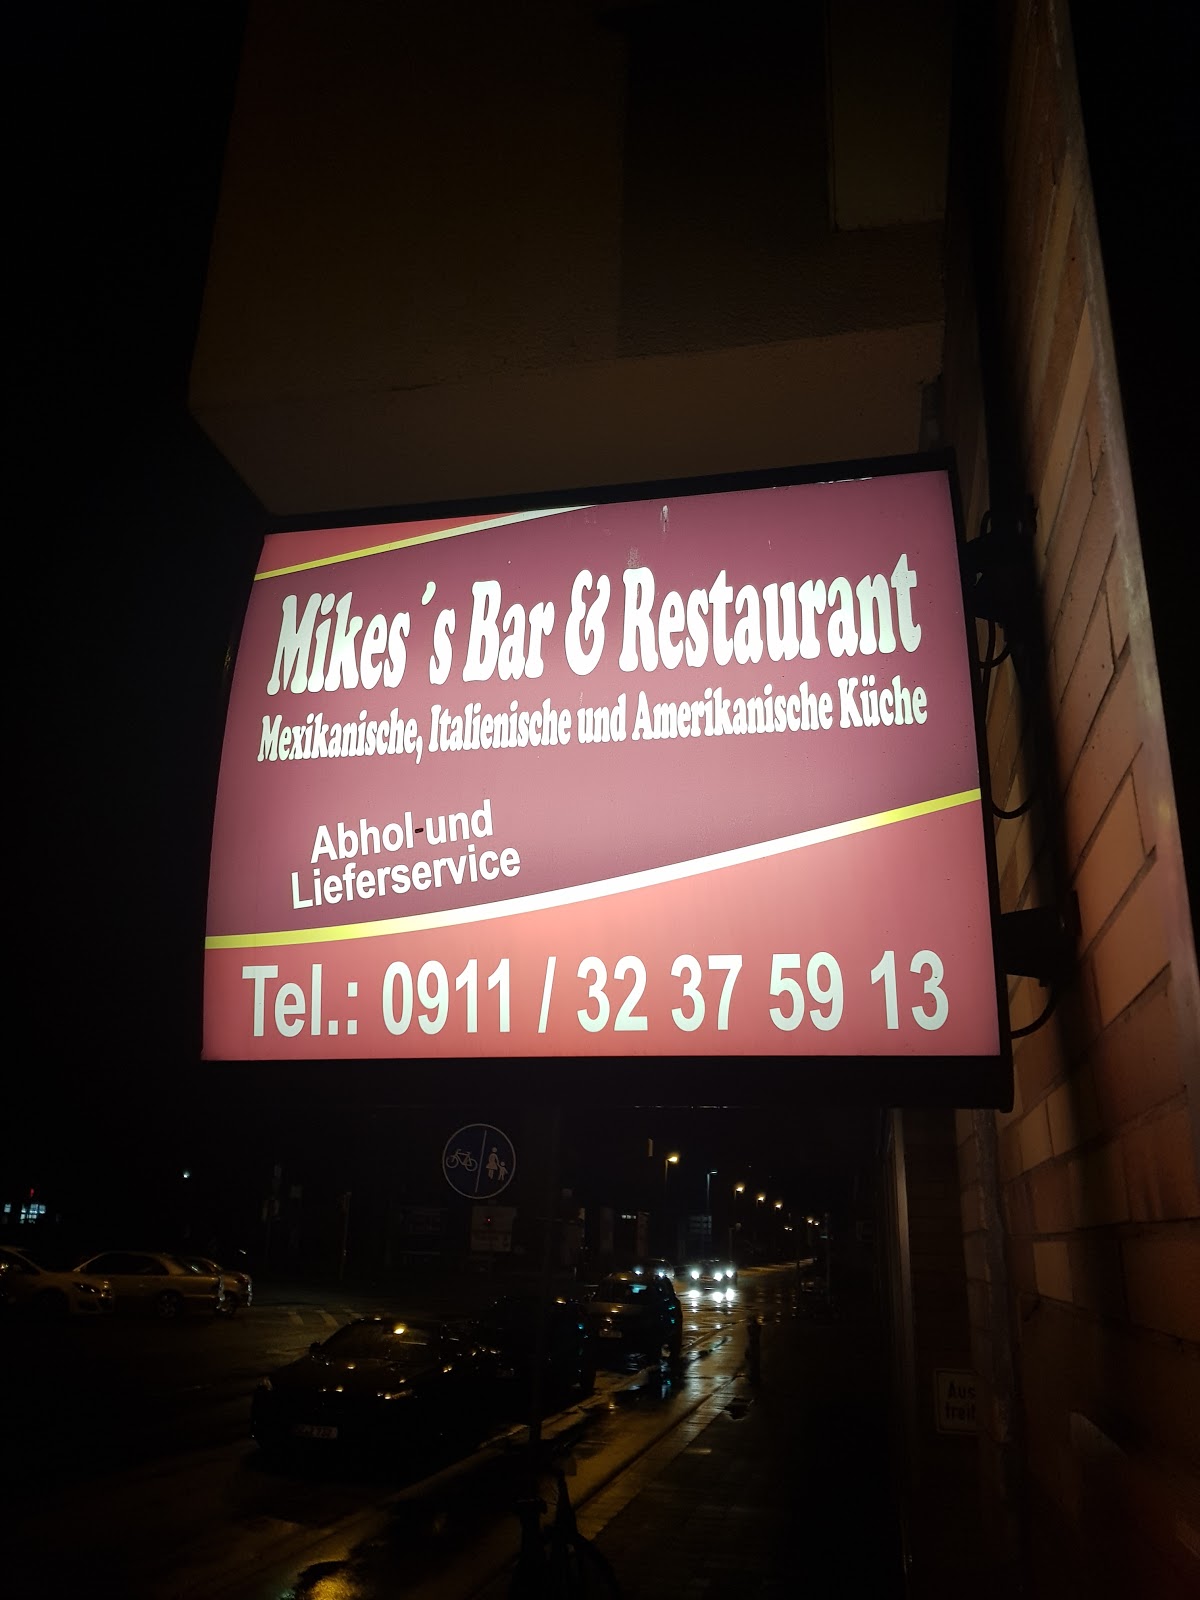 Mikes´s Bar & Restaurant
Mexikanische, Italienische und Amerikanische Küche
Abhol-und
Lieferservice
Tel.: 0911 / 32 37 59 13